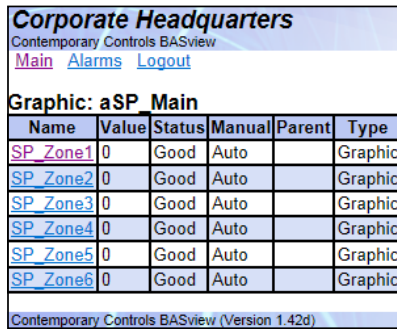 Corporate Headquarters
Contemporary Controls BASview
Main Alarms Logout
Graphic: aSP_Main
Name Value Status Manual Parent Type
SP_Zone1 0 Good Auto Graphic
SP_Zone2 0 Good Auto Graphic
SP_Zone3 0 Good Auto Graphic
SP_Zone4 0 Good Auto Graphic
SP_Zone5 0 Good Auto Graphic
SP_Zone6 0 Good Auto Graphic
Contemporary Controls BASview (Version 1.42d)